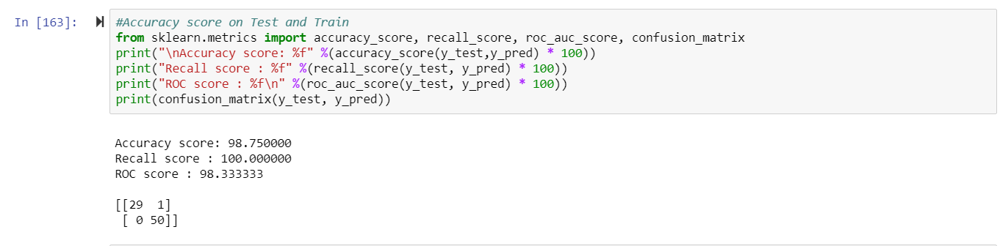 In [163]:
#Accuracy score on Test and Train
from sklearn.metrics import accuracy_score, recall_score, roc_auc_score, confusion_matrix
print("\nAccuracy score: %f" %(accuracy_score(y_test,y_pred) * 100))
print("Recall score : %f" %(recall_score(y_test, y_pred) * 100))
print("ROC score : %f\n" %(roc_auc_score(y_test, y_pred) * 100))
print(confusion_matrix(y_test, y_pred))
Accuracy score: 98.750000
Recall score : 100.000000
ROC score : 98.333333
[[29  1]
 [ 0 50]]